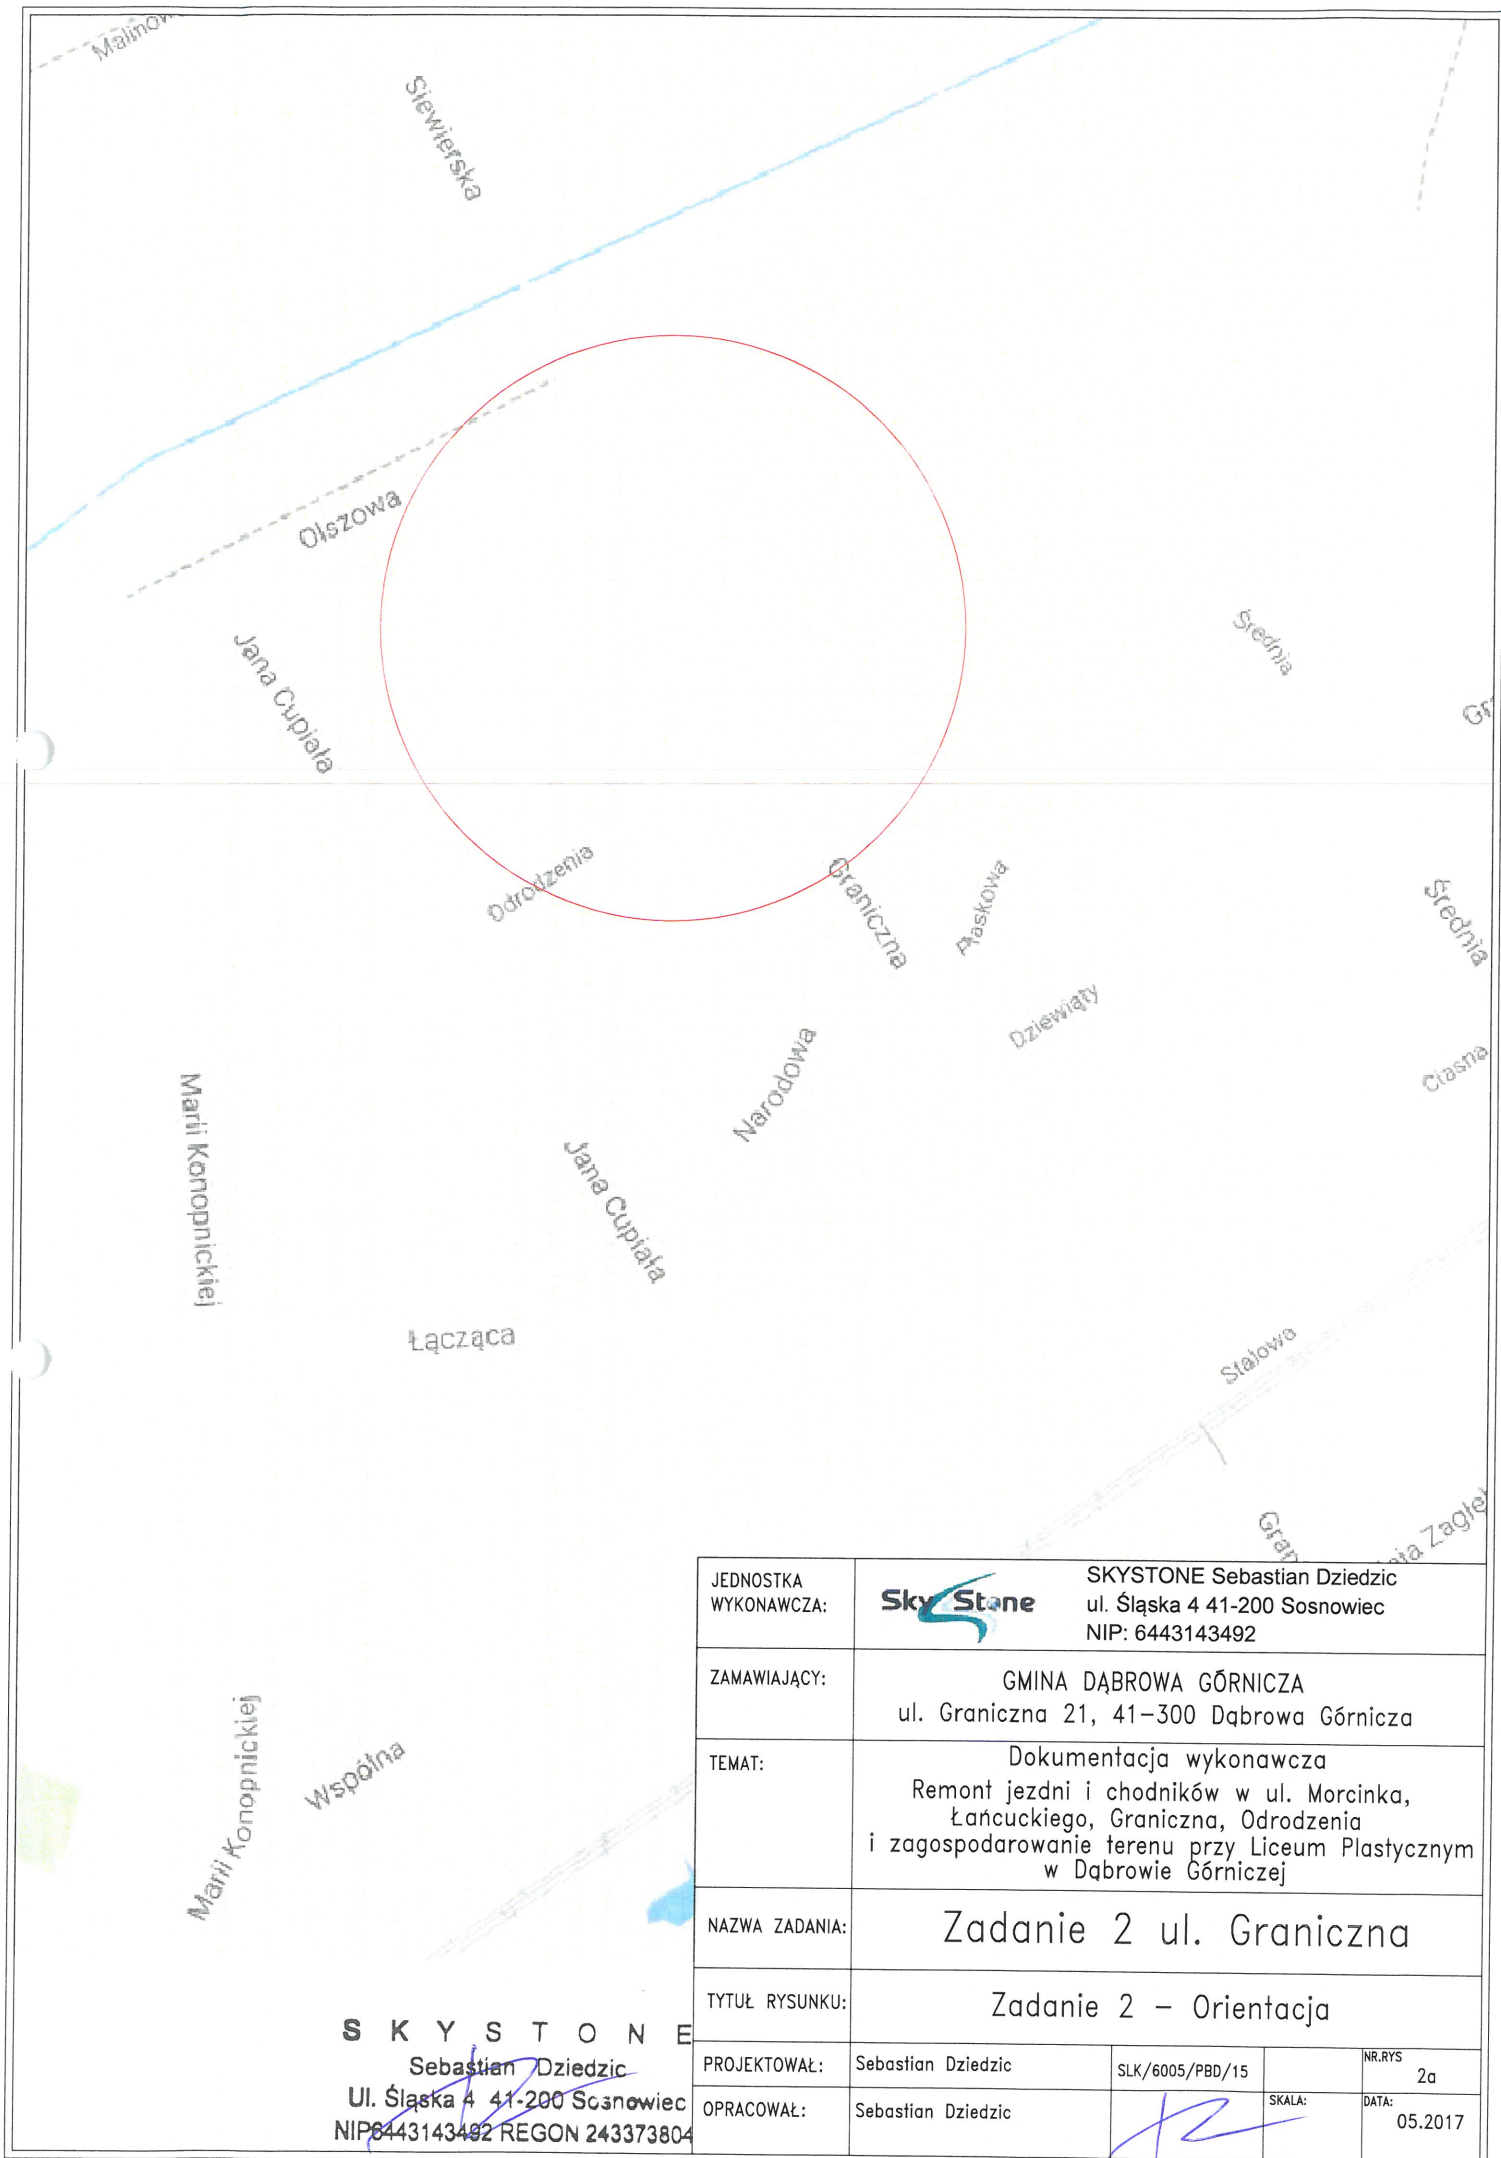 Siewierska
Olszowa
Jana Cupiała
Średnia
Odrodzenia
Graniczna
Piaskowa
Średnia
Dziewiąty
Narodowa
Ciasna
Marii Konopnickiej
Jana Cupiała
Łącząca
Stalowa
JEDNOSTKA
WYKONAWCZA:
Sky Stone
SKYSTONE Sebastian Dziedzic
ul. Śląska 4 41-200 Sosnowiec
NIP: 6443143492
ZAMAWIAJĄCY:
GMINA DĄBROWA GÓRNICZA
ul. Graniczna 21, 41-300 Dąbrowa Górnicza
TEMAT:
Dokumentacja wykonawcza
Remont jezdni i chodników w ul. Morcinka,
Łańcuckiego, Graniczna, Odrodzenia
i zagospodarowanie terenu przy Liceum Plastycznym
w Dąbrowie Górniczej
NAZWA ZADANIA:
Zadanie 2 ul. Graniczna
TYTUŁ RYSUNKU:
Zadanie 2 - Orientacja
PROJEKTOWAŁ:
Sebastian Dziedzic
SLK/6005/PBD/15
NR.RYS
2a
OPRACOWAŁ:
Sebastian Dziedzic
SKALA:
DATA:
05.2017
Marii Konopnickiej
Wspólna
SKYSTONE
Sebastian Dziedzic
Ul. Śląska 4 41-200 Sosnowiec
NIP6443143492 REGON 243373804